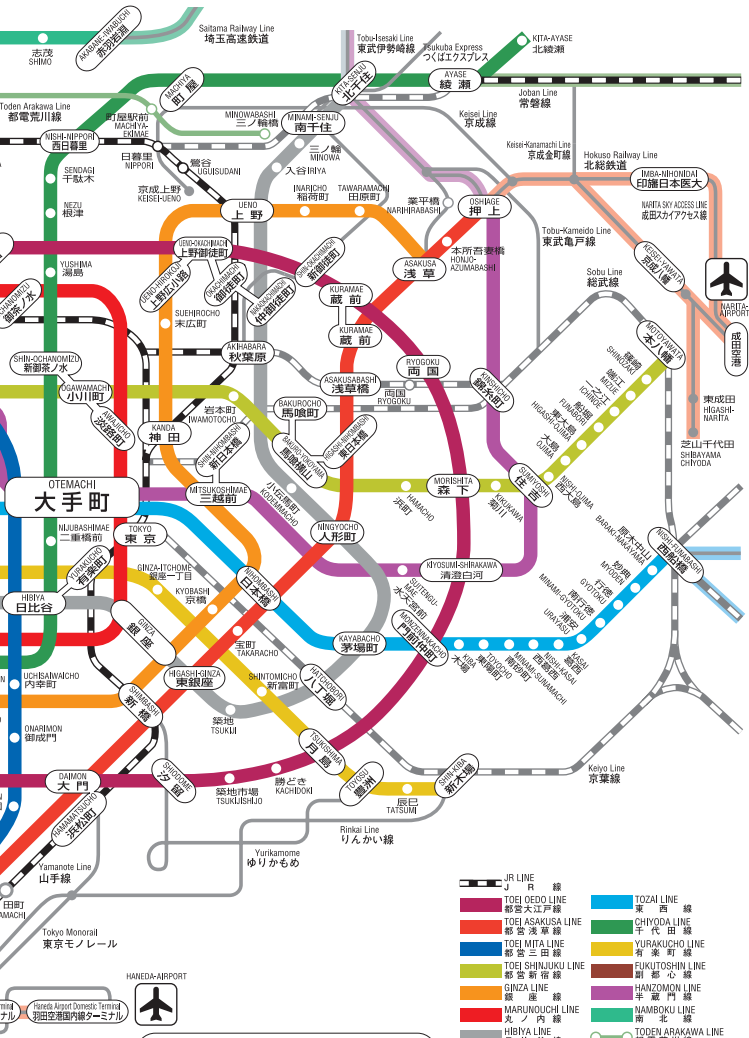 Saitama Railway Line
埼玉高速鉄道
志茂
SHIMO
AKABANE-IWABUCHI
赤羽岩淵
Tobu-Isesaki Line
東武伊勢崎線
Tsukuba Express
つくばエクスプレス
KITA-AYASE
北綾瀬
KITA-SENJU
北千住
AYASE
綾瀬
MACHIYA
町屋
Joban Line
常磐線
Toden Arakawa Line
都電荒川線
町屋駅前
MACHIYA-
EKIMAE
MINOWABASHI
三ノ輪橋
MINAMI-SENJU
南千住
Keisei Line
京成線
NISHI-NIPPORI
西日暮里
日暮里
NIPPORI
鶯谷
UGUISUDANI
三ノ輪
MINOWA
Keisei-Kanamachi Line
京成金町線
Hokuso Railway Line
北総鉄道
SENDAGI
千駄木
入谷IRIYA
IMBA-NIHONIDAI
印旛日本医大
京成上野
KEISEI-UENO
INARICHO
稲荷町
TAWARAMACHI
田原町
業平橋
NARIHIRABASHI
OSHIAGE
押上
NARITA SKY ACCESS LINE
成田スカイアクセス線
NEZU
根津
UENO
上野
Tobu-Kameido Line
東武亀戸線
本所吾妻橋
HONJO-
AZUMABASHI
YUSHIMA
湯島
UENO-OKACHIMACHI
上野御徒町
SHIN-OKACHIMACHI
新御徒町
ASAKUSA
浅草
KEISEI-YAWATA
京成八幡
Sobu Line
総武線
UENO-HIROKOJI
上野広小路
OKACHIMACHI
御徒町
NAKAOKACHIMACHI
仲御徒町
KURAMAE
蔵前
KURAMAE
蔵前
OCHANOMIZU
御茶ノ水
NARITA-
AIRPORT
成田空港
SUEHIROCHO
末広町
MOTOYAWATA
本八幡
AKIHABARA
秋葉原
SHIN-OCHANOMIZU
新御茶ノ水
RYOGOKU
両国
両国
RYOGOKU
ASAKUSABASHI
浅草橋
KINSHICHO
錦糸町
篠崎
SHINOZAKI
瑞江
MIZUE
一之江
ICHINOE
船堀
FUNABORI
東大島
HIGASHI-OJIMA
大島
OJIMA
東成田
HIGASHI-
NARITA
芝山千代田
SHIBAYAMA
CHIYODA
OGAWAMACHI
小川町
AWAJICHO
淡路町
岩本町
IWAMOTOCHO
BAKUROCHO
馬喰町
HIGASHI-NIHOMBASHI
東日本橋
BAKURO-YOKOYAMA
馬喰横山
KANDA
神田
SHIN-NIHOMBASHI
新日本橋
MITSUKOSHIMAE
三越前
小伝馬町
KODEMMACHO
浜町
HAMACHO
MORISHITA
森下
菊川
KIKUKAWA
SUMIYOSHI
住吉
NISHI-OJIMA
西大島
OTEMACHI
大手町
NINGYOCHO
人形町
NIJUBASHIMAE
二重橋前
TOKYO
東京
原木中山
BARAKI-NAKAYAMA
NISHI-FUNABASHI
西船橋
YURAKUCHO
有楽町
GINZA-ITCHOME
銀座一丁目
NIHOMBASHI
日本橋
KIYOSUMI-SHIRAKAWA
清澄白河
SUITENGU-
MAE
水天宮前
妙典
MYODEN
行徳
GYOTOKU
南行徳
MINAMI-GYOTOKU
浦安
URAYASU
KASAI
葛西
NISHI-KASAI
西葛西
HIBIYA
日比谷
KYOBASHI
京橋
GINZA
銀座
KAYABACHO
茅場町
MONZENNAKACHO
門前仲町
KIBA
木場
TOYOCHO
東陽町
MINAMI-SUNAMACHI
南砂町
宝町
TAKARACHO
HIGASHI-GINZA
東銀座
HATCHOBORI
八丁堀
UCHISAIWAICHO
内幸町
SHIMBASHI
新橋
SHINTOMICHO
新富町
築地
TSUKIJI
ONARIMON
御成門
TSUKISHIMA
月島
DAIMON
大門
SHIODOME
汐留
築地市場
TSUKIJISHIJO
勝どき
KACHIDOKI
TOYOSU
豊洲
辰巳
TATSUMI
SHIN-KIBA
新木場
Keiyo Line
京葉線
HAMAMATSUCHO
浜松町
Rinkai Line
りんかい線
Yurikamome
ゆりかもめ
Yamanote Line
山手線
田町
AMACHI
Tokyo Monorail
東京モノレール
HANEDA-AIRPORT
Haneda Airport Domestic Terminal
羽田空港国内線ターミナル
JR LINE
JR線
TOEI OEDO LINE
都営大江戸線
TOEI ASAKUSA LINE
都営浅草線
TOEI MITA LINE
都営三田線
TOEI SHINJUKU LINE
都営新宿線
GINZA LINE
銀座線
MARUNOUCHI LINE
丸ノ内線
HIBIYA LINE
TOZAI LINE
東西線
CHIYODA LINE
千代田線
YURAKUCHO LINE
有楽町線
FUKUTOSHIN LINE
副都心線
HANZOMON LINE
半蔵門線
NAMBOKU LINE
南北線
TODEN ARAKAWA LINE